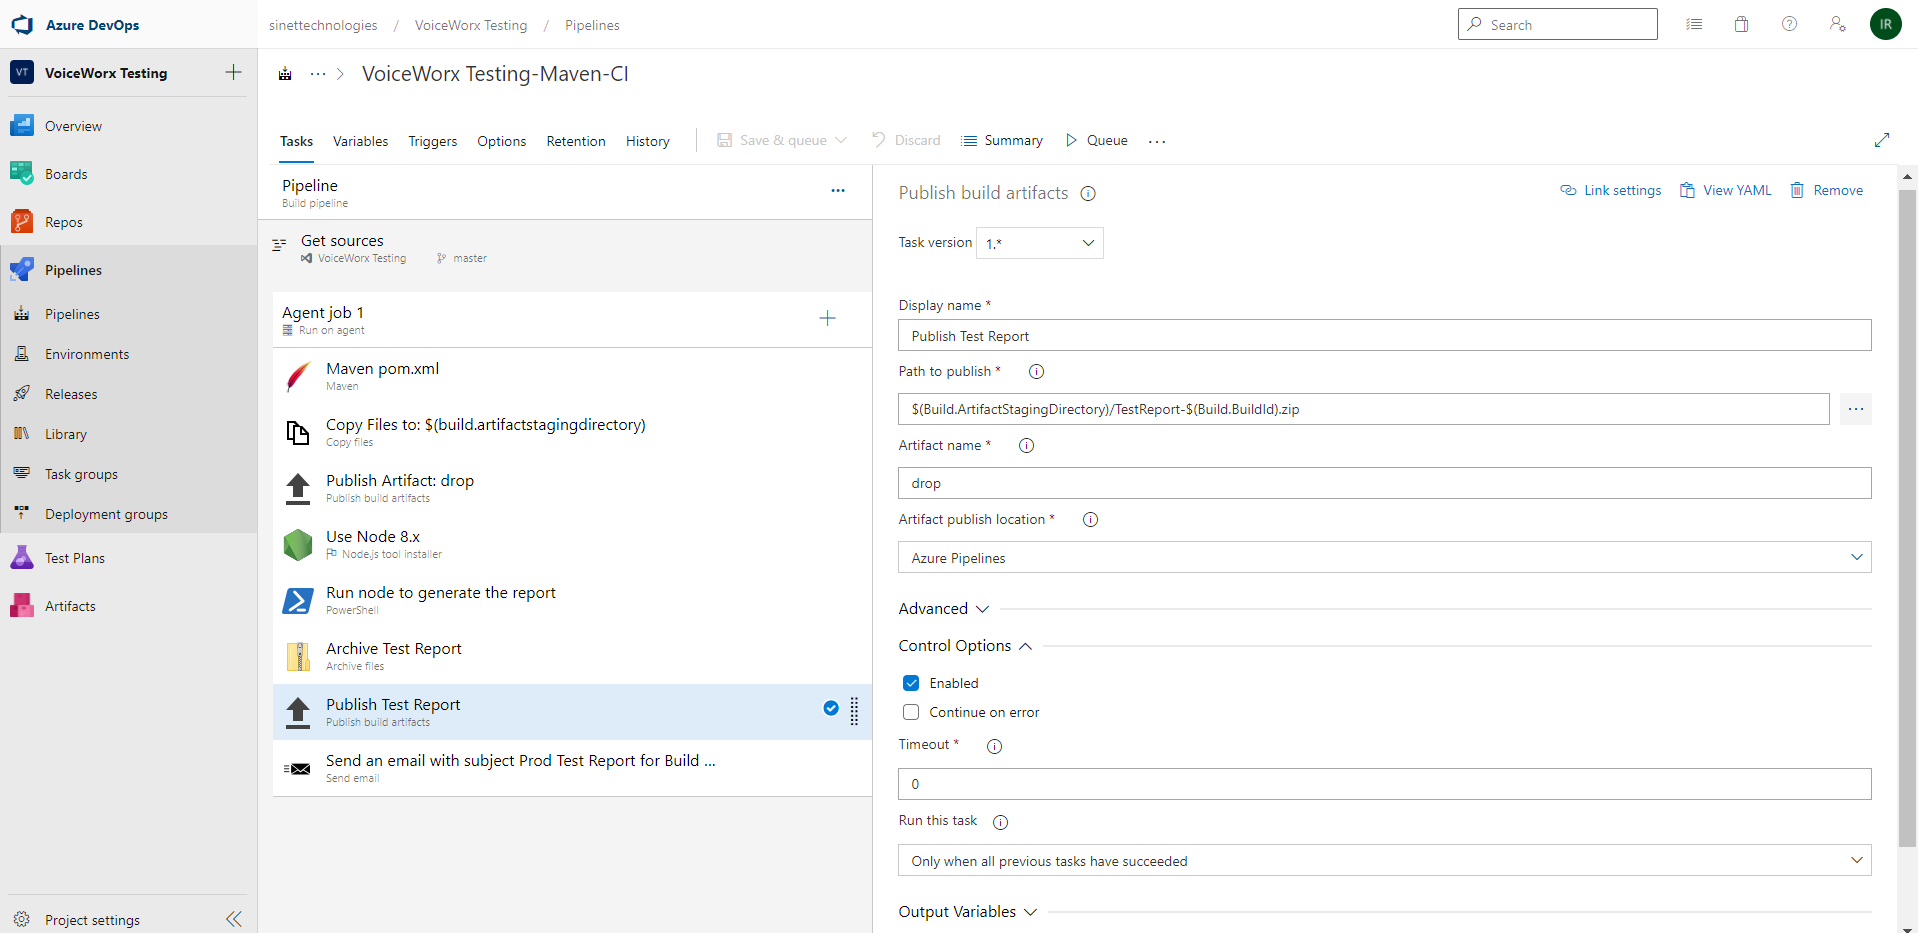 Azure DevOps
sinettechnologies / VoiceWorx Testing / Pipelines
Search
IR
VT VoiceWorx Testing
Overview
Boards
Repos
Pipelines
Pipelines
Environments
Releases
Library
Task groups
Deployment groups
Test Plans
Artifacts
Project settings
··· > VoiceWorx Testing-Maven-CI
Tasks Variables Triggers Options Retention History Save & queue Discard Summary Queue ···
Pipeline
Build pipeline
···
Get sources
VoiceWorx Testing master
Agent job 1
Run on agent
Maven pom.xml
Maven
Copy Files to: $(build.artifactstagingdirectory)
Copy files
Publish Artifact: drop
Publish build artifacts
Use Node 8.x
Node.js tool installer
Run node to generate the report
PowerShell
Archive Test Report
Archive files
Publish Test Report
Publish build artifacts
Send an email with subject Prod Test Report for Build ...
Send email
Publish build artifacts
Link settings View YAML Remove
Task version 1.*
Display name *
Publish Test Report
Path to publish *
$(Build.ArtifactStagingDirectory)/TestReport-$(Build.BuildId).zip
···
Artifact name *
drop
Artifact publish location *
Azure Pipelines
Advanced
Control Options
Enabled
Continue on error
Timeout *
0
Run this task
Only when all previous tasks have succeeded
Output Variables